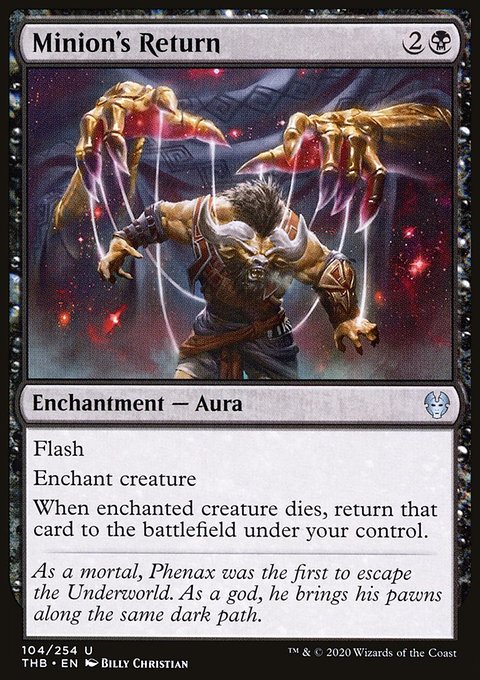 Minion's Return 2
Enchantment — Aura
Flash
Enchant creature
When enchanted creature dies, return that
card to the battlefield under your control.
As a mortal, Phenax was the first to escape
the Underworld. As a god, he brings his pawns
along the same dark path.
104/254 U
THB • EN Billy Christian
™ & © 2020 Wizards of the Coast